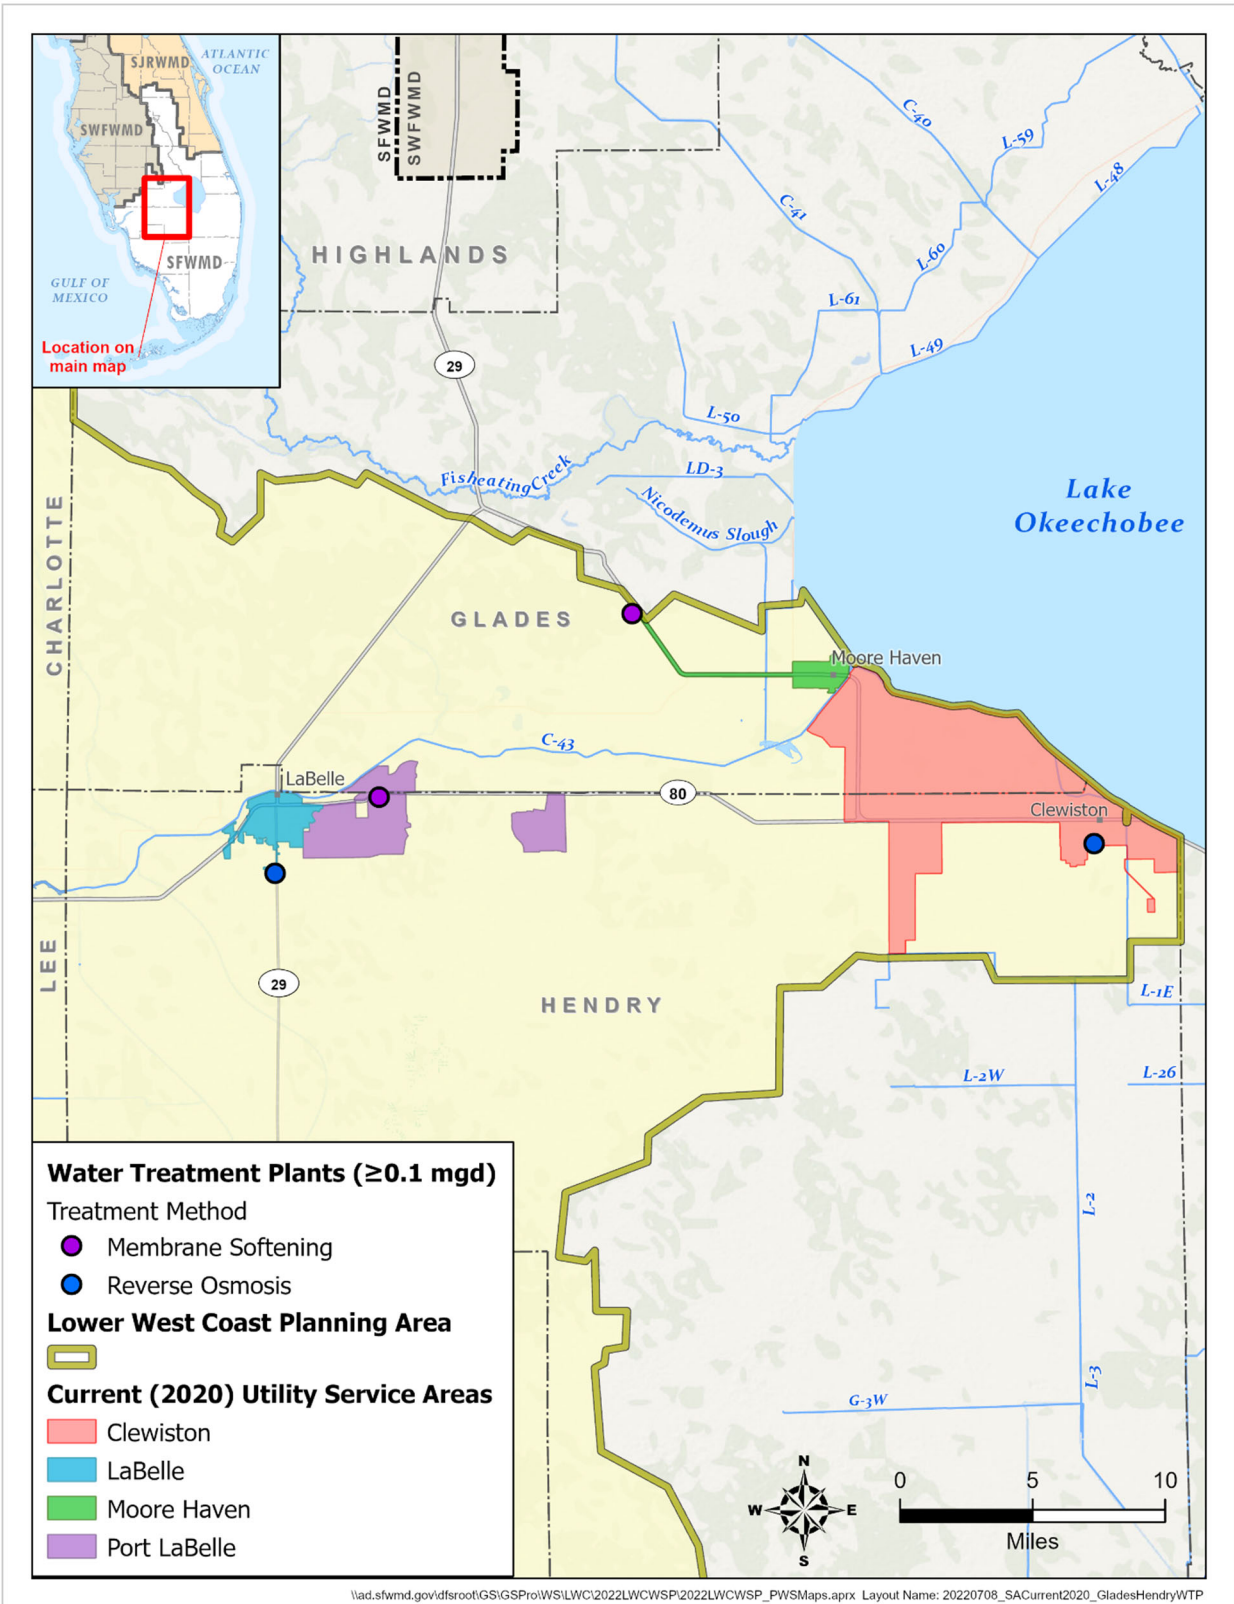 ATLANTIC
OCEAN
SJRWMD
SWFWMD
SFWMD
GULF OF
MEXICO
Location on
main map
SFWMD
SWFWMD
HIGHLANDS
29
C-40
L-59
L-48
C-41
L-60
L-61
L-49
L-50
FisheatingCreek
LD-3
Nicodemus Slough
Lake
Okeechobee
CHARLOTTE
GLADES
Moore Haven
C-43
LaBelle
80
Clewiston
LEE
29
HENDRY
L-1E
L-2W
L-26
L-2
L-3
G-3W
Water Treatment Plants (≥0.1 mgd)
Treatment Method
Membrane Softening
Reverse Osmosis
Lower West Coast Planning Area
Current (2020) Utility Service Areas
Clewiston
LaBelle
Moore Haven
Port LaBelle
N
W E
S
0 5 10
Miles
\\ad.sfwmd.gov\dfsroot\GS\GSPro\WS\LWC\2022LWCWSP\2022LWCWSP_PWSMaps.aprx Layout Name: 20220708_SACurrent2020_GladesHendryWTP